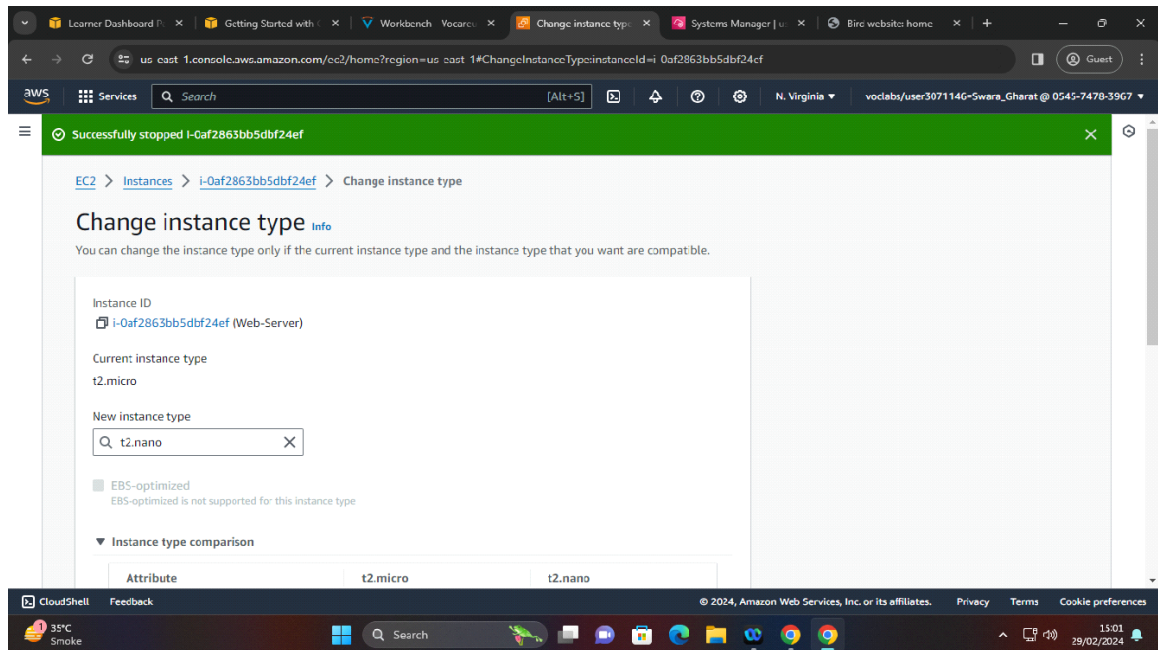 Learner Dashboard
Getting Started with
Workbench Vocareu
Change instance type
Systems Manager | u
Bird website: home
us east 1.console.aws.amazon.com/ec2/home?region=us east 1#ChangeInstanceType:instanceId=i 0af2863bb5dbf24ef
Guest
aws
Services
Search [Alt+S]
N. Virginia
voclabs/user3071146=Swara_Gharat @ 0545-7478-3967
Successfully stopped i-0af2863bb5dbf24ef
EC2 > Instances > i-0af2863bb5dbf24ef > Change instance type
Change instance type Info
You can change the instance type only if the current instance type and the instance type that you want are compatible.
Instance ID
i-0af2863bb5dbf24ef (Web-Server)
Current instance type
t2.micro
New instance type
t2.nano
EBS-optimized
EBS-optimized is not supported for this instance type
Instance type comparison
Attribute t2.micro t2.nano
CloudShell Feedback © 2024, Amazon Web Services, Inc. or its affiliates. Privacy Terms Cookie preferences
1
35°C
Smoke
Search
15:01
29/02/2024